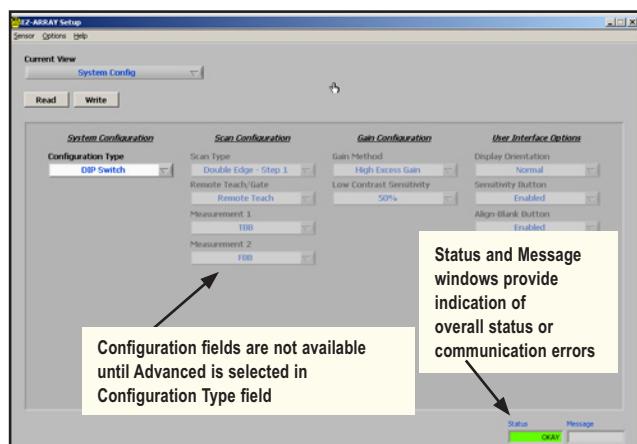 EZ-ARRAY Setup
Sensor Options Help
Current View
System Config
Read Write
System Configuration
Configuration Type
DIP Switch
Scan Configuration
Scan Type
Double Edge - Step 1
Remote Teach/Gate
Remote Teach
Measurement 1
TBB
Measurement 2
FBB
Gain Configuration
Gain Method
High Excess Gain
Low Contrast Sensitivity
50%
User Interface Options
Display Orientation
Normal
Sensitivity Button
Enabled
Align-Blank Button
Enabled
Configuration fields are not available
until Advanced is selected in
Configuration Type field
Status and Message
windows provide
indication of
overall status or
communication errors
Status Message
OKAY